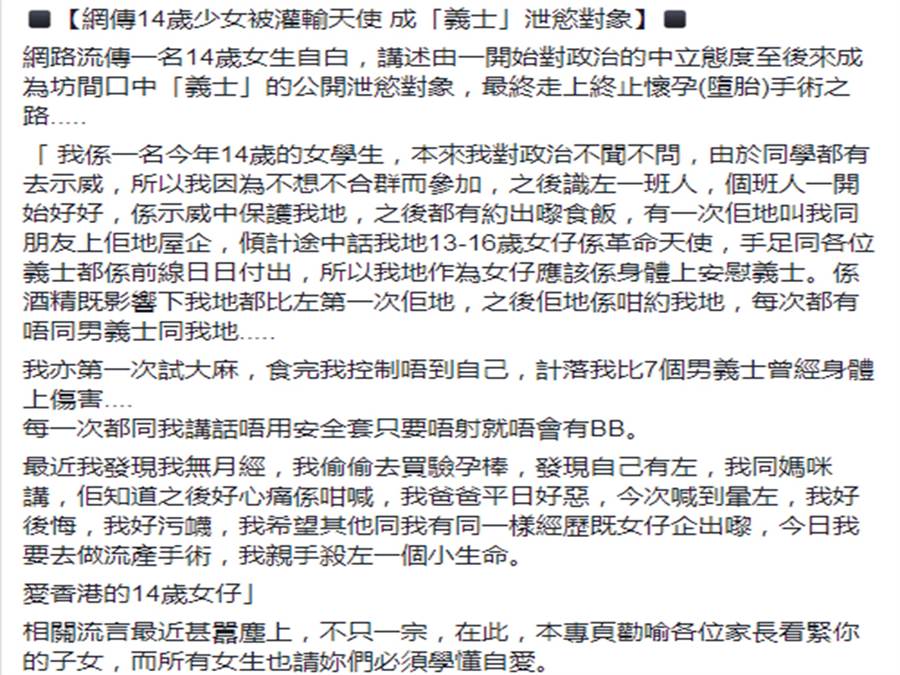 ■【網傳14歲少女被灌輸天使 成「義士」泄慾對象】■
網路流傳一名14歲女生自白，講述由一開始對政治的中立態度至後來成
為坊間口中「義士」的公開泄慾對象，最終走上終止懷孕(墮胎)手術之
路.....
「 我係一名今年14歲的女學生，本來我對政治不聞不問，由於同學都有
去示威，所以我因為不想不合群而參加，之後識左一班人，個班人一開
始好好，係示威中保護我地，之後都有約出嚟食飯，有一次佢地叫我同
朋友上佢地屋企，傾計途中話我地13-16歲女仔係革命天使，手足同各位
義士都係前線日日付出，所以我地作為女仔應該係身體上安慰義士。係
酒精既影響下我地都比左第一次佢地，之後佢地係咁約我地，每次都有
唔同男義士同我地.....
我亦第一次試大麻，食完我控制唔到自己，計落我比7個男義士曾經身體
上傷害....
每一次都同我講話唔用安全套只要唔射就唔會有BB。
最近我發現我無月經，我偷偷去買驗孕棒，發現自己有左，我同媽咪
講，佢知道之後好心痛係咁喊，我爸爸平日好惡，今次喊到暈左，我好
後悔，我好污衊，我希望其他同我有同一樣經歷既女仔企出嚟，今日我
要去做流產手術，我親手殺左一個小生命。
愛香港的14歲女仔」
相關流言最近甚囂塵上，不只一宗，在此，本專頁勸喻各位家長看緊你
的子女，而所有女生也請妳們必須學懂自愛。